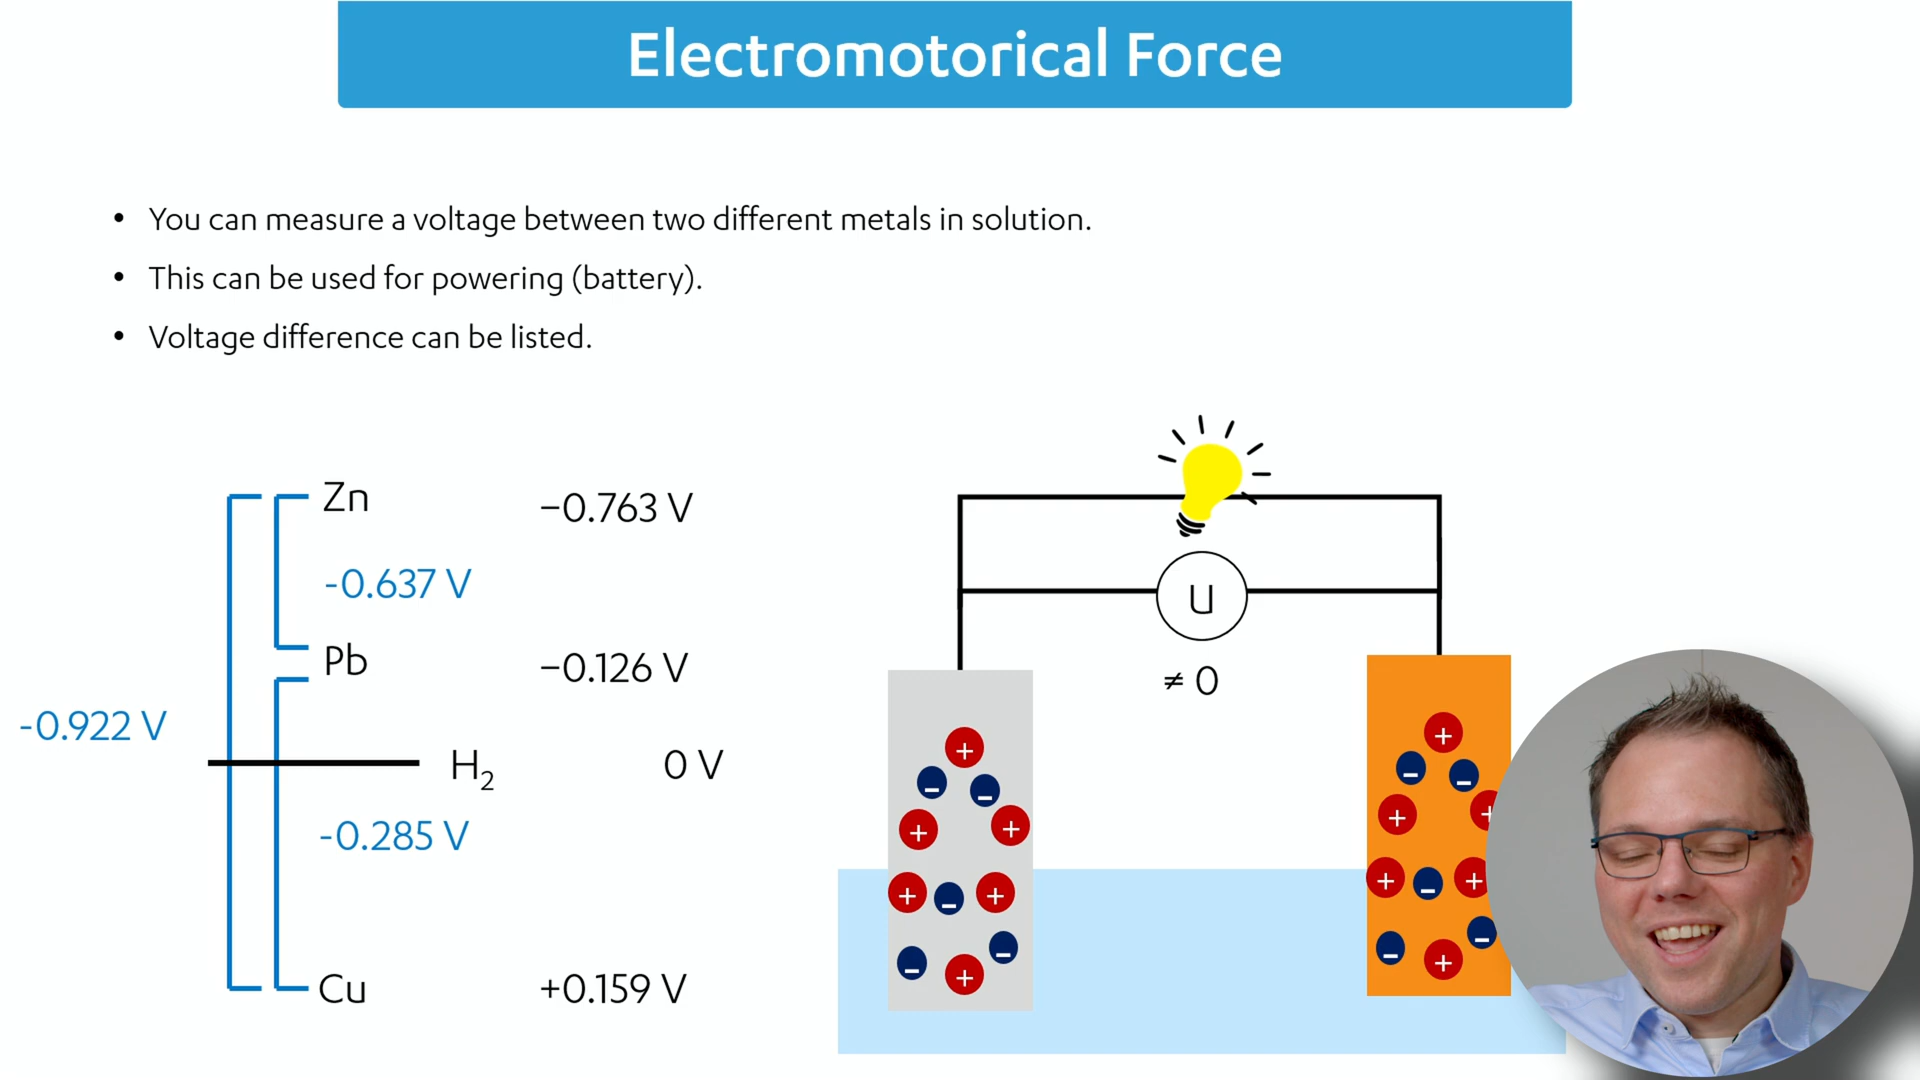 Electromotorical Force
• You can measure a voltage between two different metals in solution.
• This can be used for powering (battery).
• Voltage difference can be listed.
Zn −0.763 V
-0.637 V
Pb −0.126 V
-0.922 V
H₂ 0 V
-0.285 V
Cu +0.159 V
U
≠ 0
+
− −
+ +
+ − +
− −
+
+
− −
+ +
+ − +
− −
+